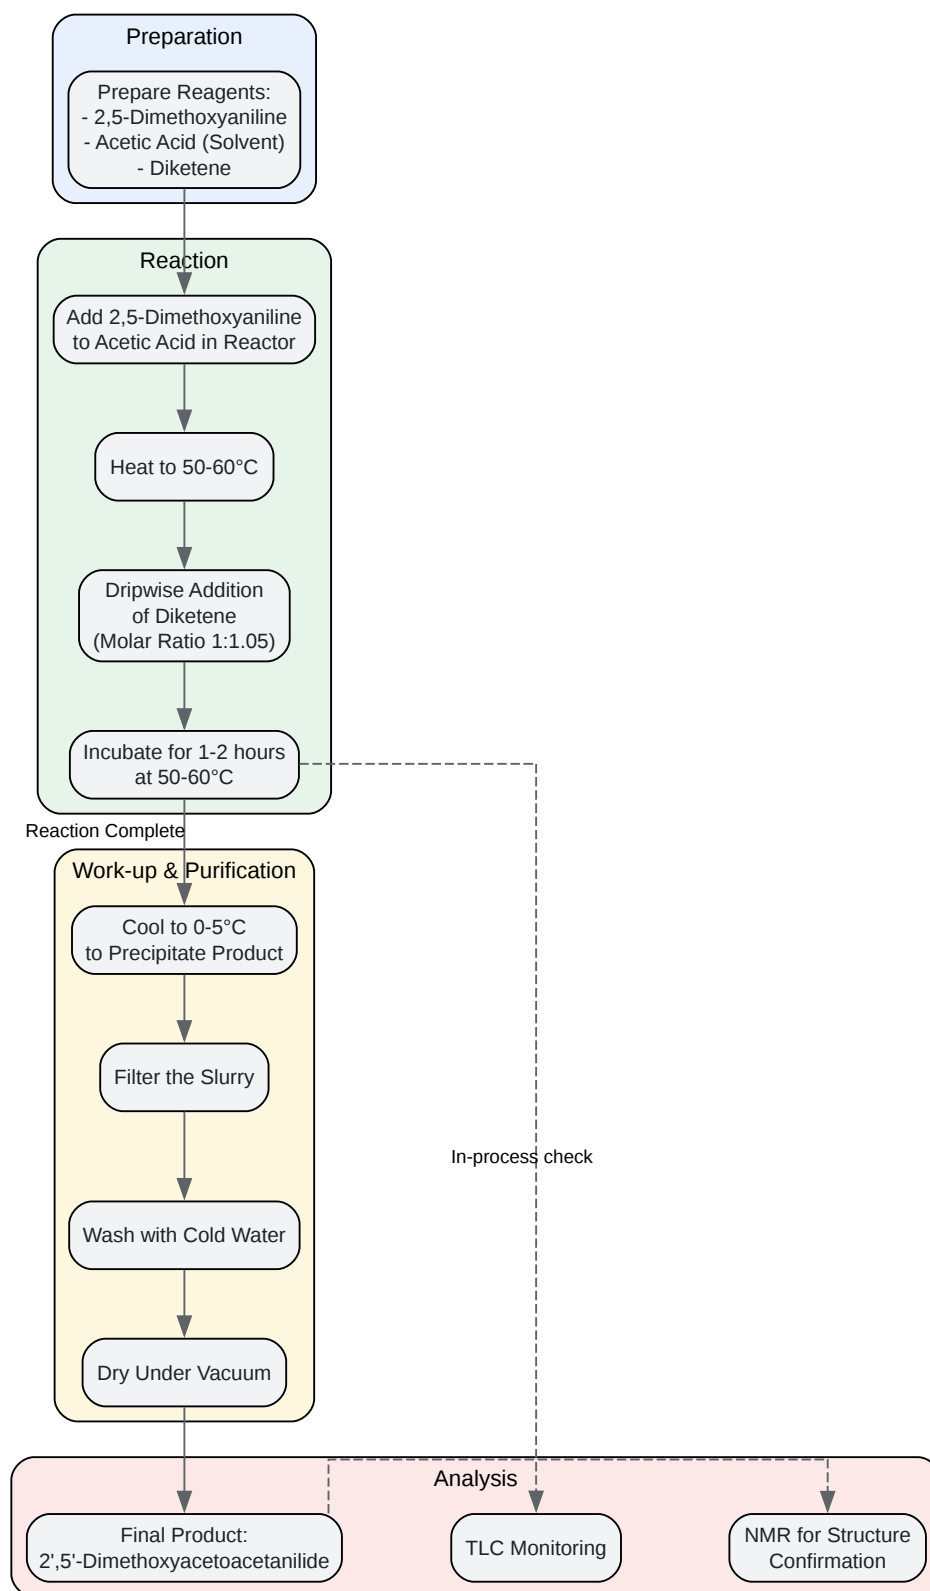 Preparation
Prepare Reagents:
- 2,5-Dimethoxyaniline
- Acetic Acid (Solvent)
- Diketene
Reaction
Add 2,5-Dimethoxyaniline
to Acetic Acid in Reactor
Heat to 50-60°C
Dripwise Addition
of Diketene
(Molar Ratio 1:1.05)
Incubate for 1-2 hours
at 50-60°C
Reaction Complete
Work-up & Purification
Cool to 0-5°C
to Precipitate Product
Filter the Slurry
In-process check
Wash with Cold Water
Dry Under Vacuum
Analysis
Final Product:
2',5'-Dimethoxyacetoacetanilide
TLC Monitoring
NMR for Structure
Confirmation